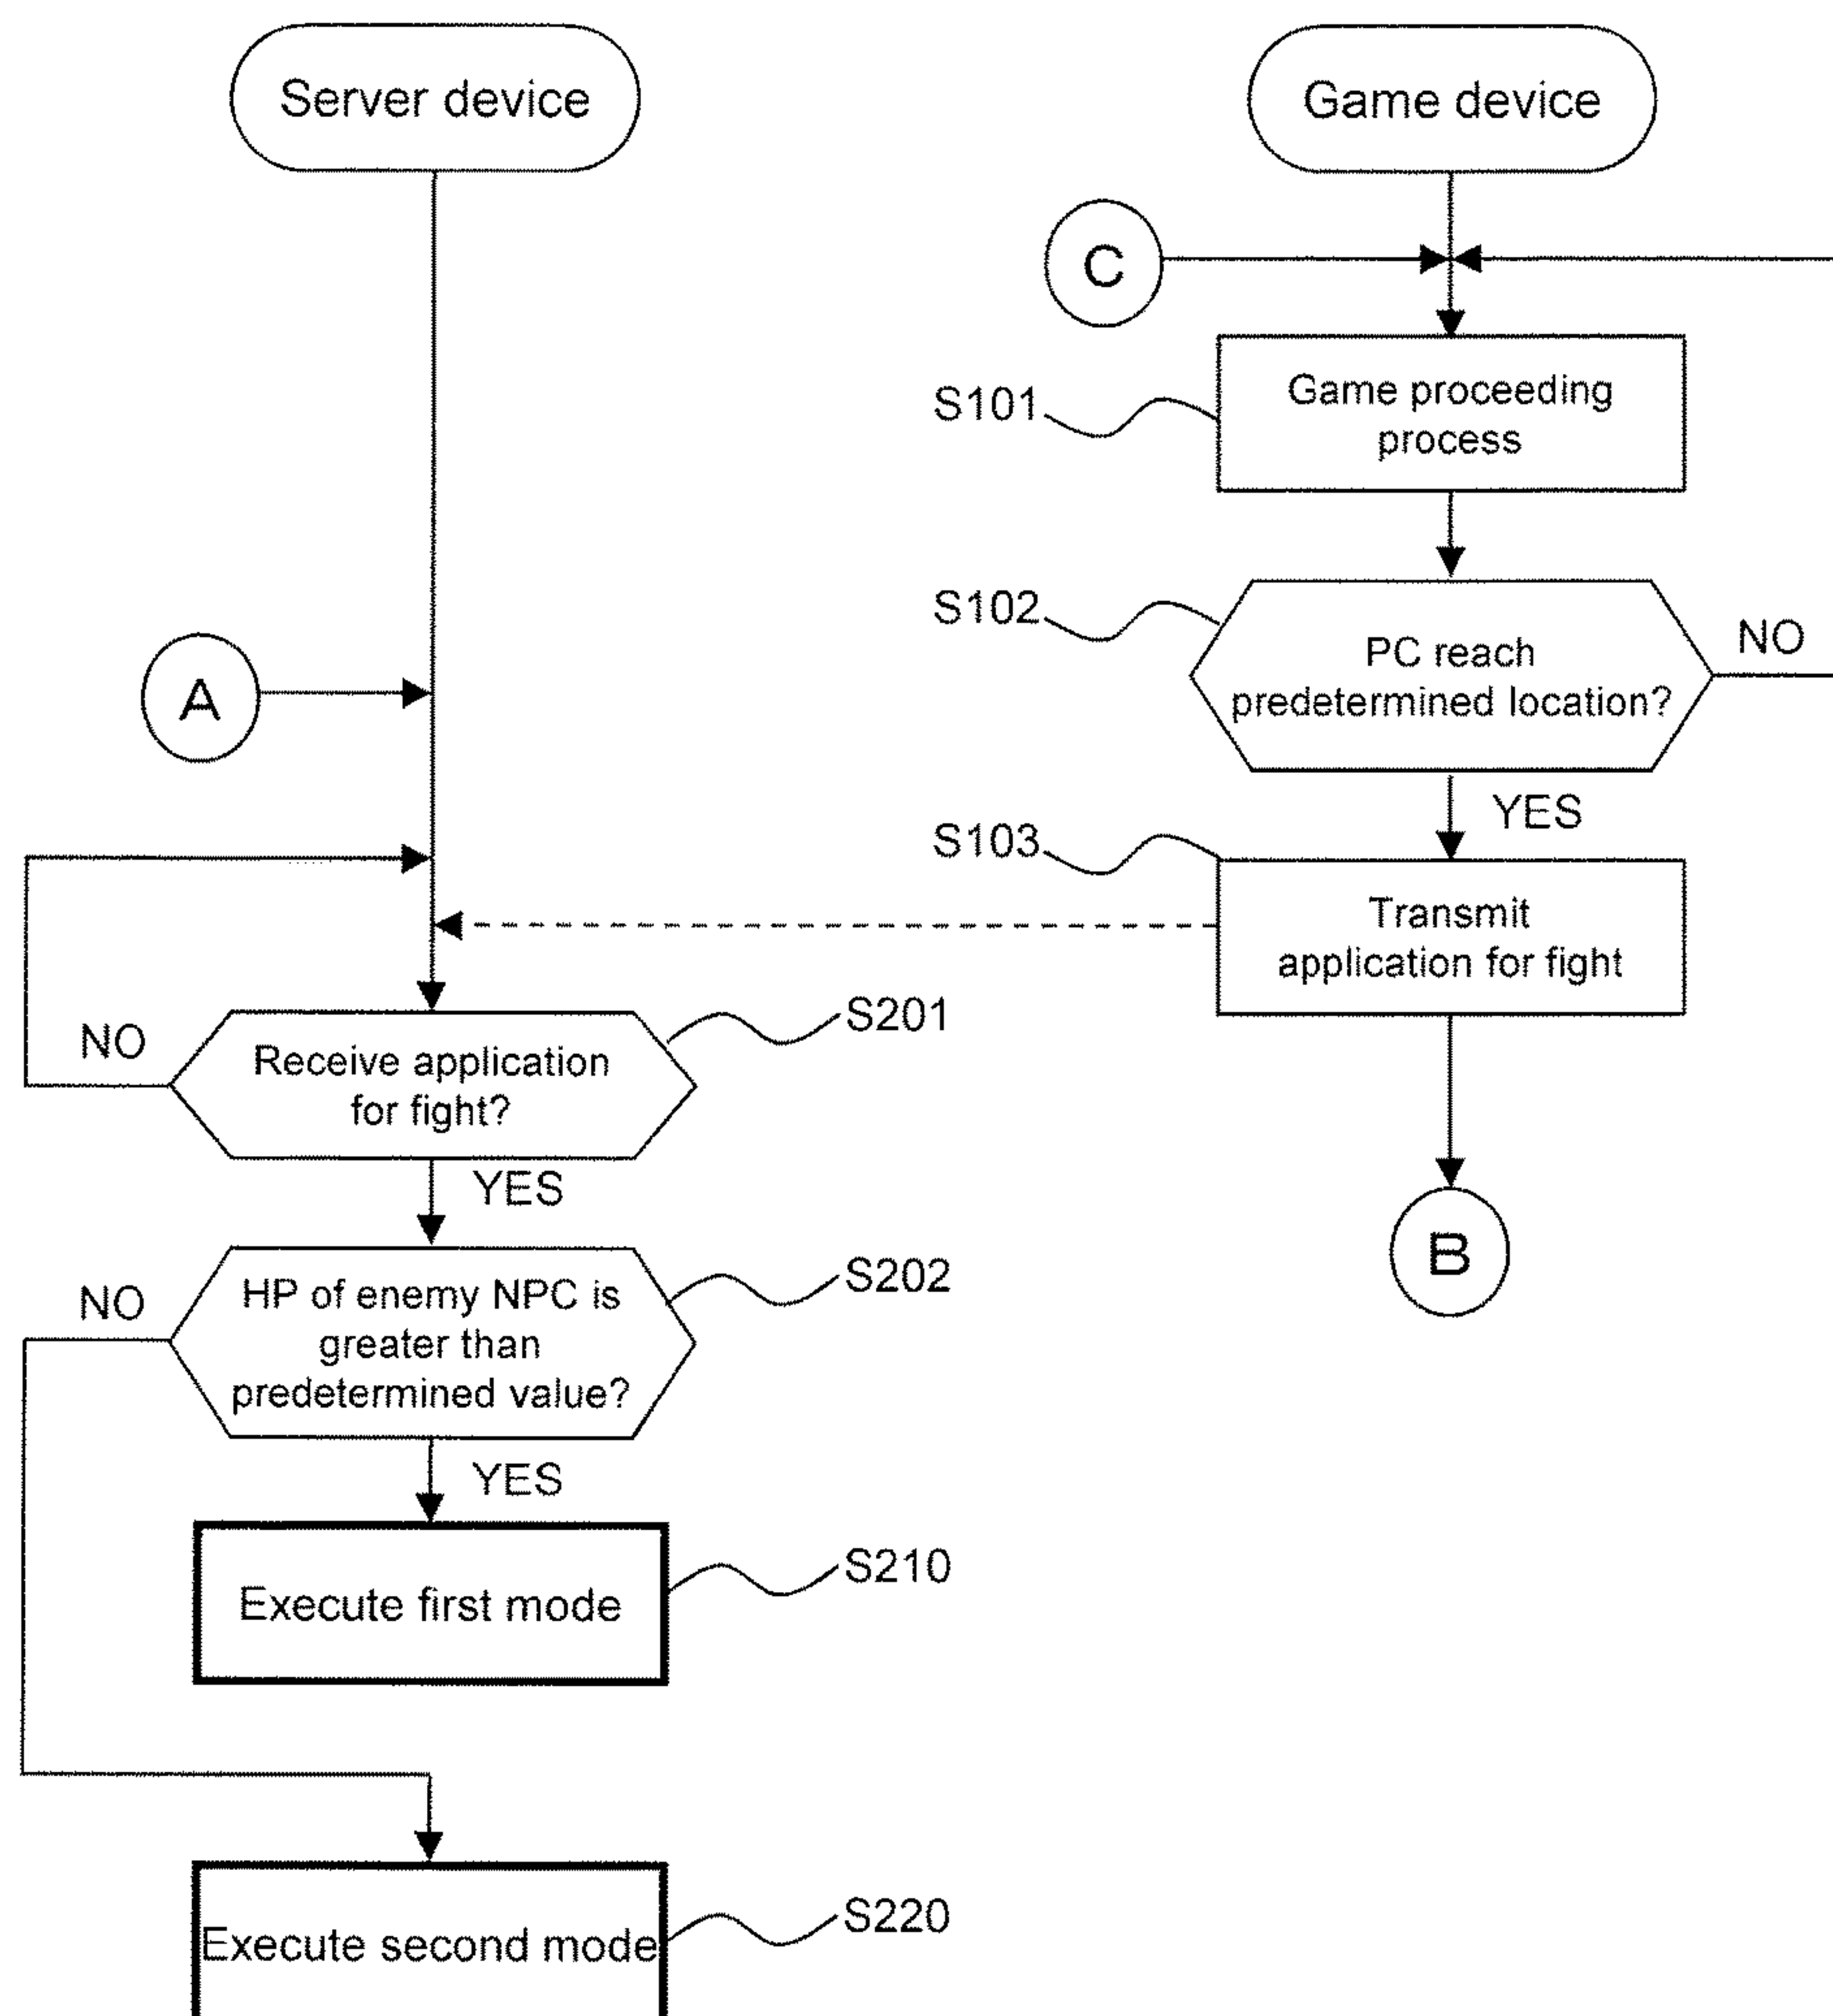 Server device
A
NO
Receive application
for fight?
S201
YES
NO
HP of enemy NPC is
greater than
predetermined value?
S202
YES
Execute first mode
S210
Execute second mode
S220
Game device
C
S101
Game proceeding
process
S102
PC reach
predetermined location?
NO
YES
S103
Transmit
application for fight
B